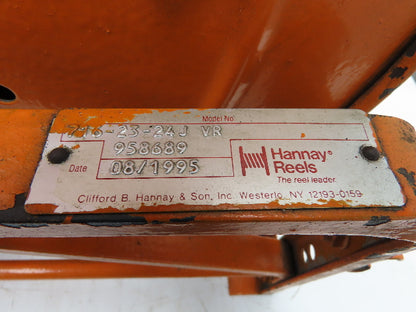 Model No
716-23-24J VR
958689
Date 08/1995
Hannay®
Reels
The reel leader.
Clifford B. Hannay & Son, Inc. Westerlo, NY 12193-0159